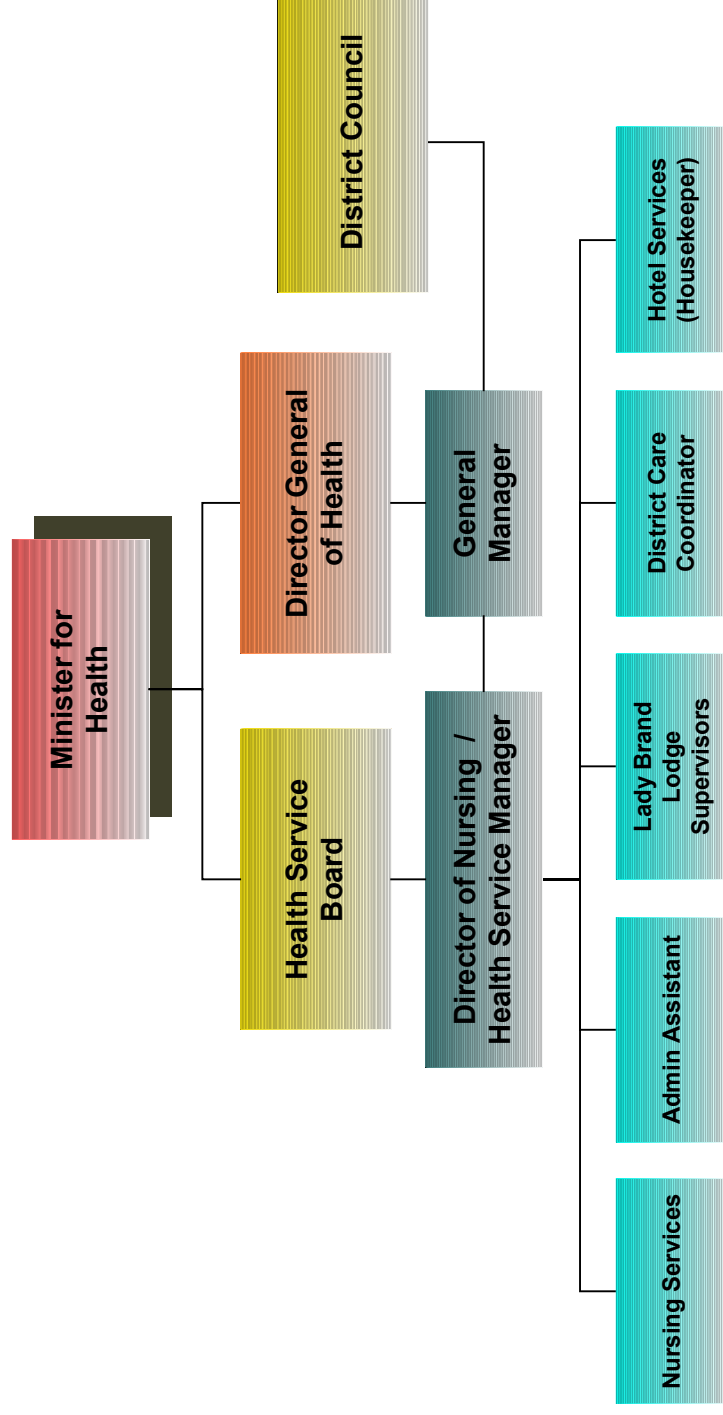 Minister for
Health
Health Service
Board
Director General
of Health
District Council
Director of Nursing /
Health Service Manager
General
Manager
Nursing Services
Admin Assistant
Lady Brand
Lodge
Supervisors
District Care
Coordinator
Hotel Services
(Housekeeper)